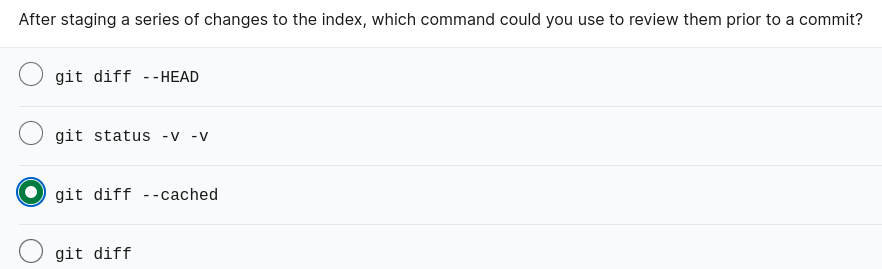 After staging a series of changes to the index, which command could you use to review them prior to a commit?
git diff --HEAD
git status -v -v
git diff --cached
git diff